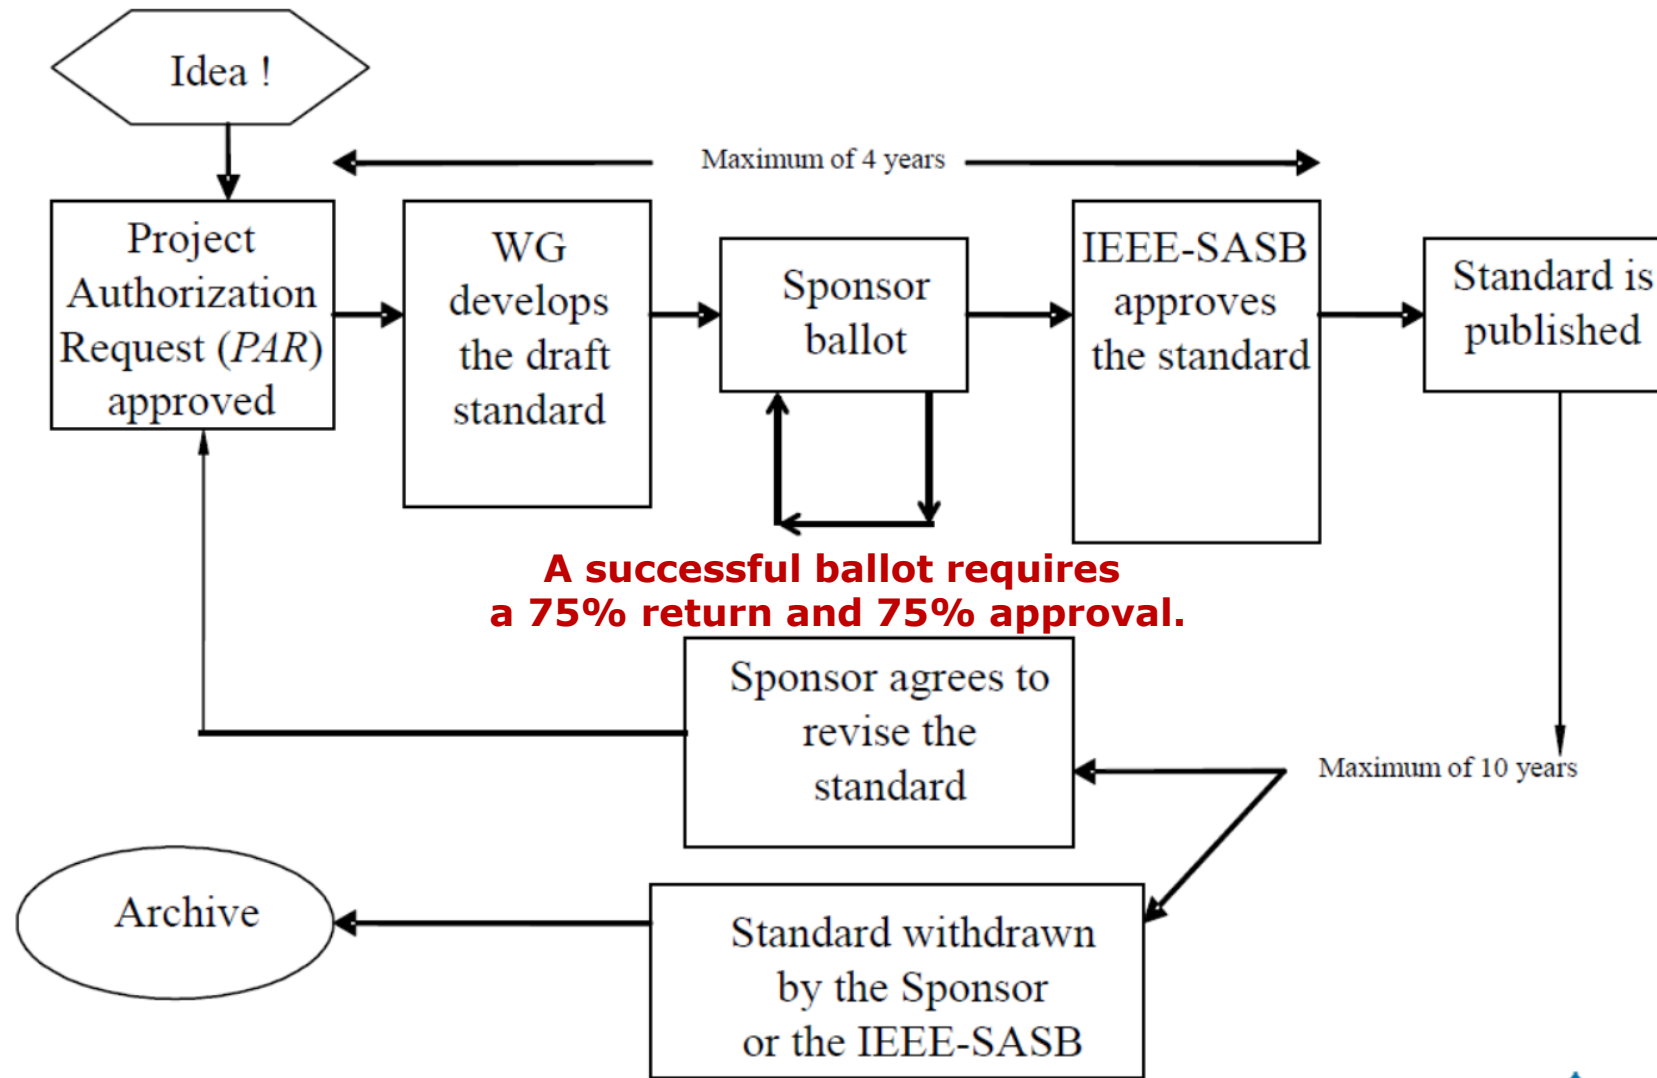 Idea !
Maximum of 4 years
Project
Authorization
Request (PAR)
approved
WG
develops
the draft
standard
Sponsor
ballot
IEEE-SASB
approves
the standard
Standard is
published
A successful ballot requires
a 75% return and 75% approval.
Sponsor agrees to
revise the
standard
Maximum of 10 years
Archive
Standard withdrawn
by the Sponsor
or the IEEE-SASB